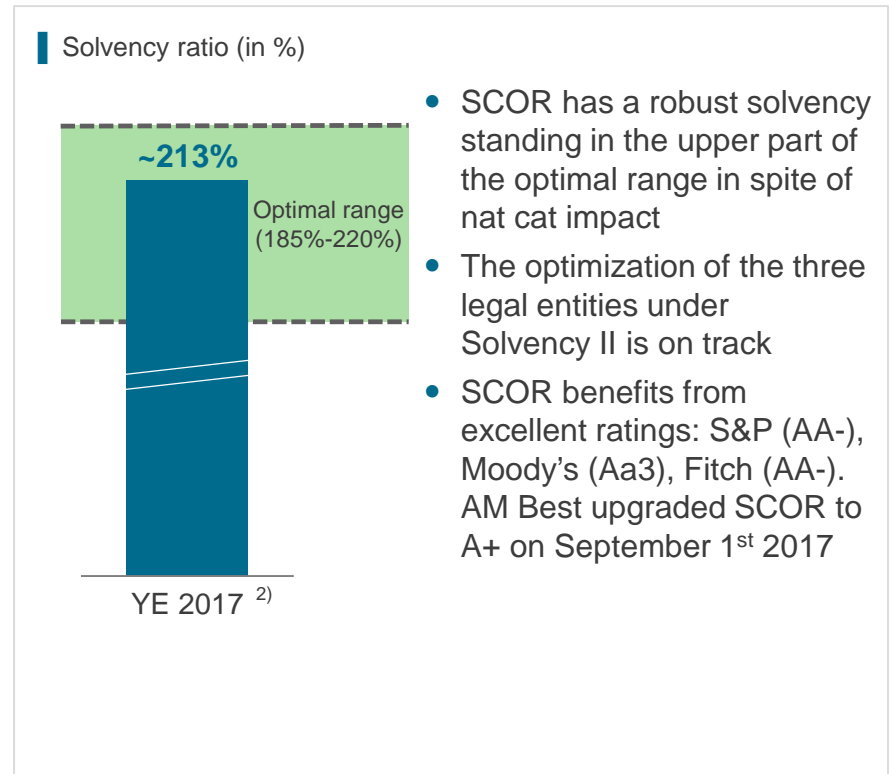 Solvency ratio (in %)
~213%
Optimal range
(185%-220%)
YE 2017 2)
• SCOR has a robust solvency
standing in the upper part of
the optimal range in spite of
nat cat impact
• The optimization of the three
legal entities under
Solvency II is on track
• SCOR benefits from
excellent ratings: S&P (AA-),
Moody's (Aa3), Fitch (AA-).
AM Best upgraded SCOR to
A+ on September 1st 2017